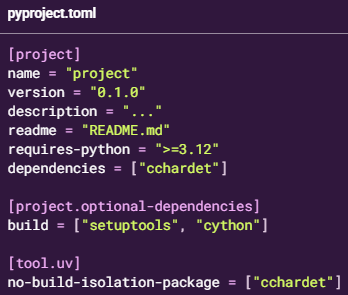 pyproject.toml
[project]
name = "project"
version = "0.1.0"
description = "..."
readme = "README.md"
requires-python = ">=3.12"
dependencies = ["cchardet"]
[project.optional-dependencies]
build = ["setuptools", "cython"]
[tool.uv]
no-build-isolation-package = ["cchardet"]